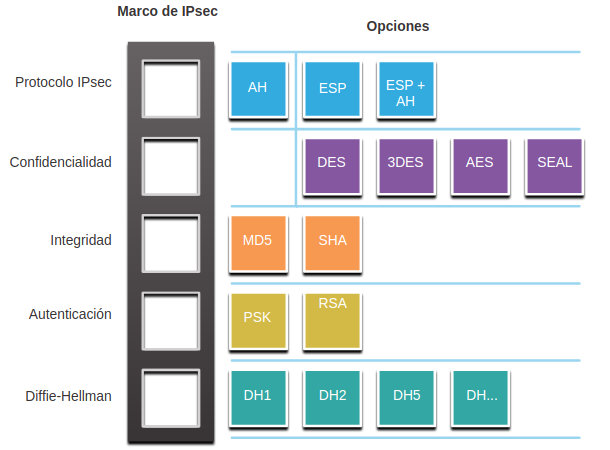 Marco de IPsec
Opciones
Protocolo IPsec
AH
ESP
ESP +
AH
Confidencialidad
DES
3DES
AES
SEAL
Integridad
MD5
SHA
Autenticación
PSK
RSA
Diffie-Hellman
DH1
DH2
DH5
DH...